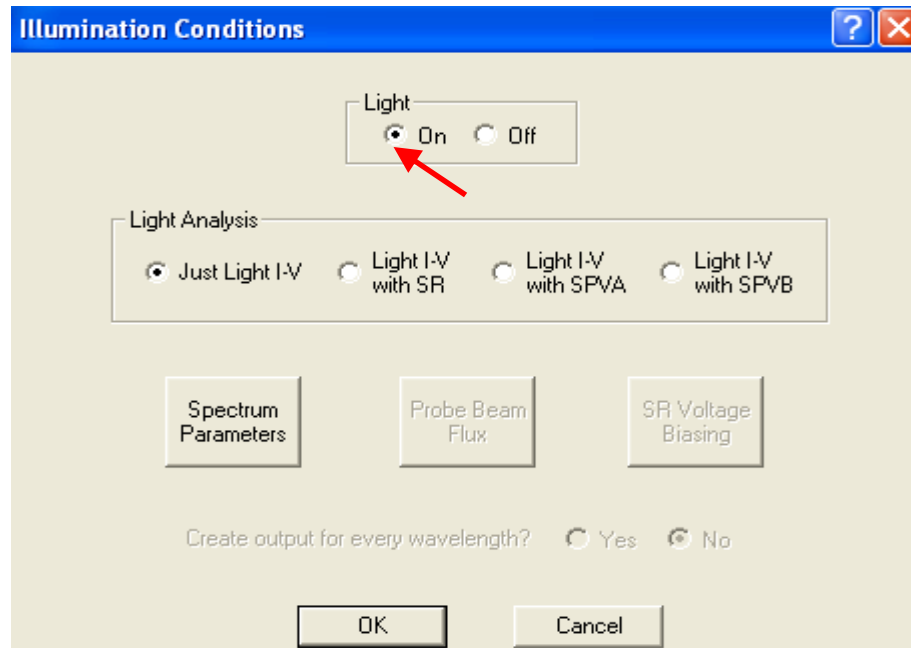 Illumination Conditions
Light
On Off
Light Analysis
Just Light I-V
Light I-V
with SR
Light I-V
with SPVA
Light I-V
with SPVB
Spectrum
Parameters
Probe Beam
Flux
SR Voltage
Biasing
Create output for every wavelength? Yes No
OK Cancel